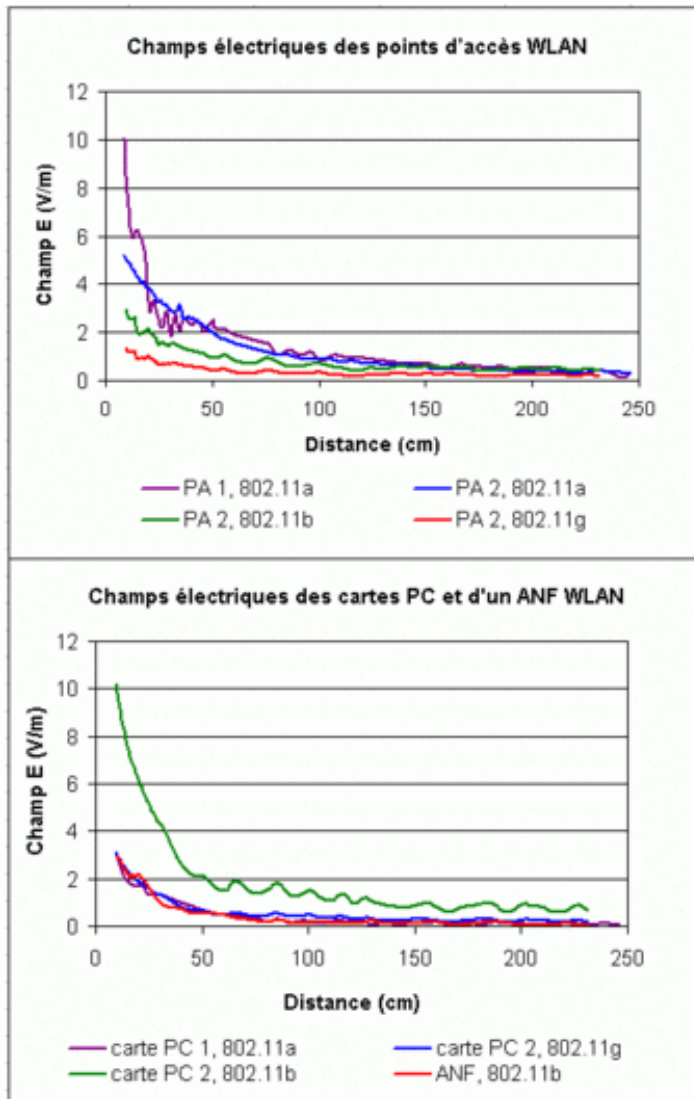 Champs électriques des points d'accès WLAN
12
10
8
6
4
2
0
Champ E (V/m)
0 50 100 150 200 250
Distance (cm)
PA 1, 802.11a PA 2, 802.11a
PA 2, 802.11b PA 2, 802.11g
Champs électriques des cartes PC et d'un ANF WLAN
12
10
8
6
4
2
0
Champ E (V/m)
0 50 100 150 200 250
Distance (cm)
carte PC 1, 802.11a carte PC 2, 802.11g
carte PC 2, 802.11b ANF, 802.11b